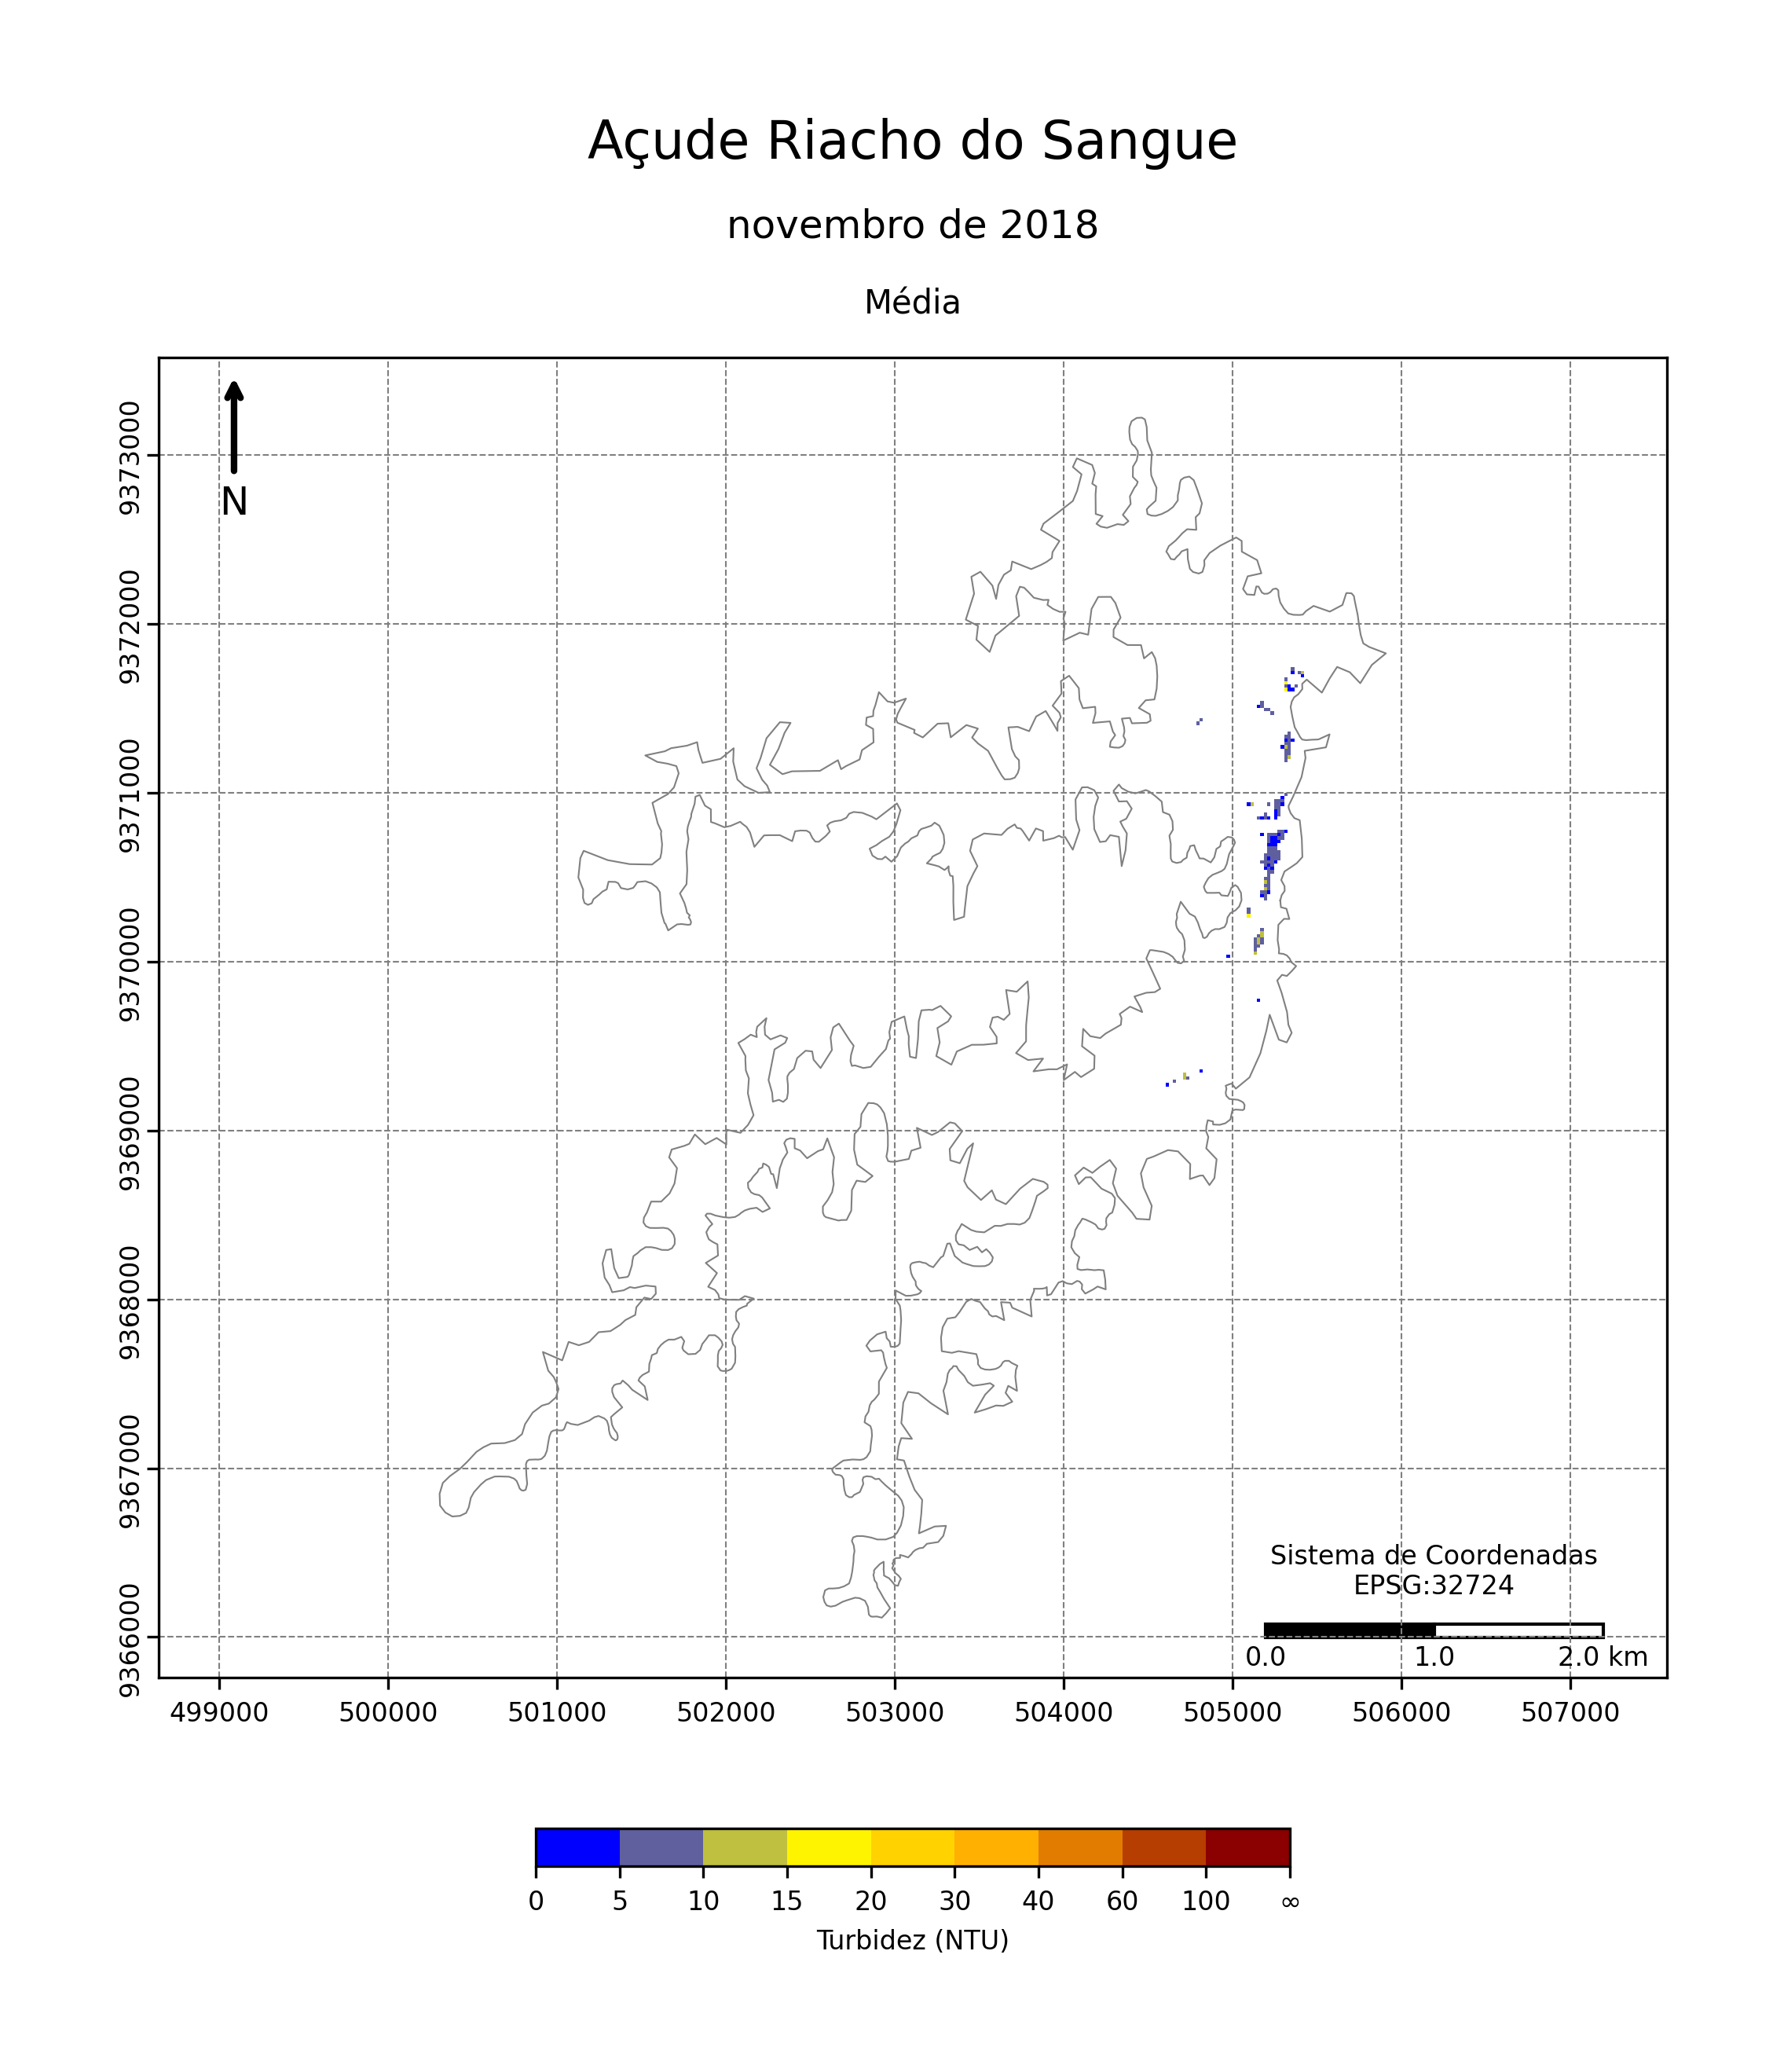 Açude Riacho do Sangue
novembro de 2018
Média
N
9373000
9372000
9371000
9370000
9369000
9368000
9367000
9366000
Sistema de Coordenadas
EPSG:32724
0.0 1.0 2.0 km
499000 500000 501000 502000 503000 504000 505000 506000 507000
0 5 10 15 20 30 40 60 100 ∞
Turbidez (NTU)